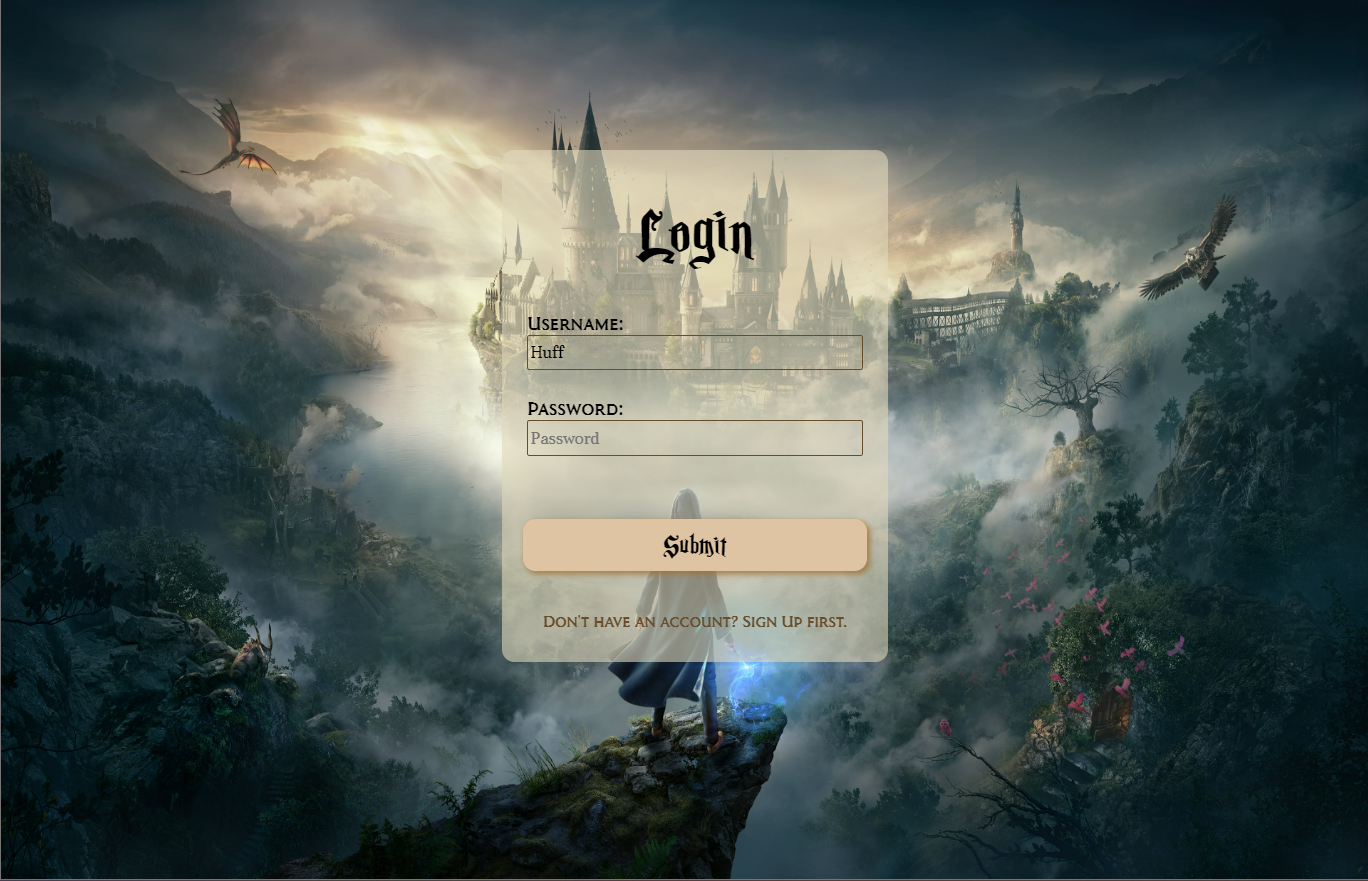 Login
Username:
Huff
Password:
Password
Submit
Don't have an account? Sign Up first.